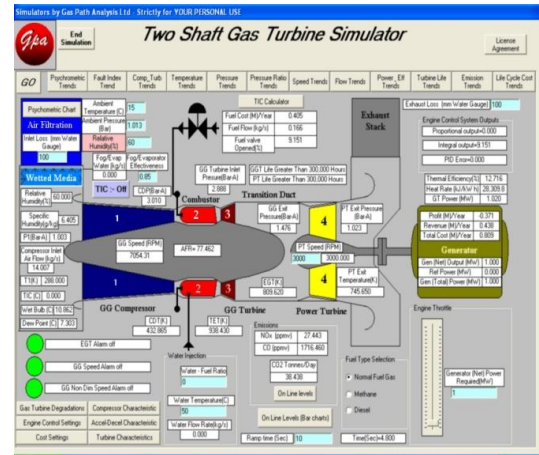 Simulators by Gas Path Analysis Ltd - Strictly for YOUR PERSONAL USE
Gpa
End Simulation
Two Shaft Gas Turbine Simulator
License Agreement
GO
Psychrometric Trends
Fault Index Trend
Comp_Turb Trends
Temperature Trends
Pressure Trends
Pressure Ratio Trends
Speed Trends
Flow Trends
Power_Eff Trends
Turbine Life Trends
Emission Trends
Life Cycle Cost Trends
Psychrometric Chart
Ambient Temperature (C) 15
Air Filtration
Ambient Pressure (Bar) 1.013
Inlet Loss (mm Water Gauge) 100
Relative Humidity(%) 60
Fog/Evap Water (kg/s) 0.000
Fog/Evaporator Effectiveness 0.85
Wetted Media
TIC :- Off
CDP(Bar-A) 3.010
Relative Humidity(%) 60.000
Specific Humidity(g/kg) 6.405
P1(Bar-A) 1.003
Compressor Inlet Air Flow (kg/s) 14.007
T1(K) 288.000
TIC (C) 0.000
Wet Bulb (C) 10.862
Dew Point (C) 7.303
TIC Calculator
Fuel Cost (M)/Year 0.405
Fuel Flow (kg/s) 0.166
Fuel valve Opened(%) 9.151
GG Turbine Inlet Pressure(Bar-A) 2.888
GGT Life Greater Than 300,000 Hours
PT Life Greater Than 300,000 Hours
Combustor
Transition Duct
Exhaust Stack
1
2
3
4
GG Exit Pressure(Bar-A) 1.476
PT Exit Pressure(Bar-A) 1.023
GG Speed (RPM) 7054.31
AFR= 77.462
PT Speed (RPM)
3000 3000.000
1
2
3
4
EGT(K) 809.620
PT Exit Temperature(K) 745.650
GG Compressor
GG Turbine
Power Turbine
CDT(K) 432.865
TET(K) 938.430
Exhaust Loss (mm Water Gauge) 100
Engine Control System Outputs
Proportional output=0.000
Integral output=9.151
PID Error=0.000
Thermal Efficiency(%) 12.716
Heat Rate (kJ/kW h) 28,309.8
GT Power (MW) 1.020
Profit (M)/Year -0.371
Revenue (M)/Year 0.438
Total Cost (M)/Year 0.809
Generator
Gen (Net) Output (MW) 1.000
Ref Power (MW) 0.000
Gen (Total) Power (MW) 1.000
EGT Alarm off
GG Speed Alarm off
GG Non Dim Speed Alarm off
Gas Turbine Degradations
Compressor Characteristic
Engine Control Settings
Accel-Decel Characteristic
Cost Settings
Turbine Characteristics
Water Injection
Water - Fuel Ratio
0
Water Temperature(C)
50
Water Flow Rate(kg/s)
0.000
Emissions
NOx (ppmv) 27.443
CO (ppmv) 1716.460
CO2 Tonnes/Day
38.438
On Line levels
On Line Levels (Bar charts)
Ramp time (Sec) 10
Fuel Type Selection
Normal Fuel Gas
Methane
Diesel
Time(Sec)=4.800
Engine Throttle
Generator (Net) Power Required(MW)
1